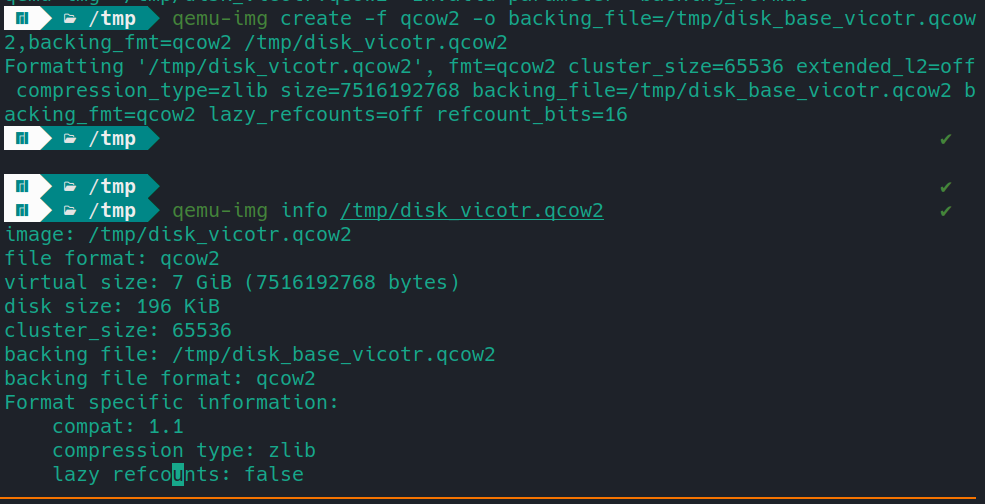 /tmp qemu-img create -f qcow2 -o backing_file=/tmp/disk_base_vicotr.qcow
2,backing_fmt=qcow2 /tmp/disk_vicotr.qcow2
Formatting '/tmp/disk_vicotr.qcow2', fmt=qcow2 cluster_size=65536 extended_l2=off
compression_type=zlib size=7516192768 backing_file=/tmp/disk_base_vicotr.qcow2 b
acking_fmt=qcow2 lazy_refcounts=off refcount_bits=16
/tmp ✔
/tmp ✔
/tmp qemu-img info /tmp/disk_vicotr.qcow2 ✔
image: /tmp/disk_vicotr.qcow2
file format: qcow2
virtual size: 7 GiB (7516192768 bytes)
disk size: 196 KiB
cluster_size: 65536
backing file: /tmp/disk_base_vicotr.qcow2
backing file format: qcow2
Format specific information:
    compat: 1.1
    compression type: zlib
    lazy refcounts: false